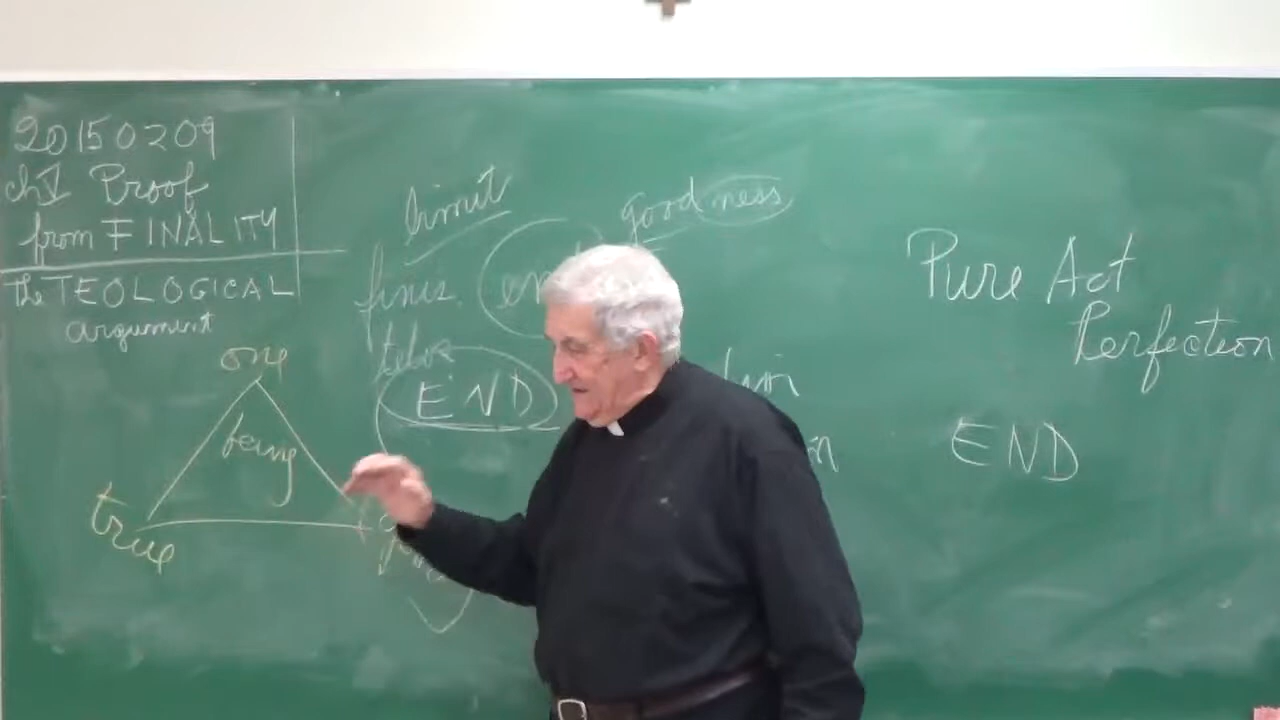 20150209
ch V Proof
from FINALITY
the TEOLOGICAL
argument
one
being
true
limit
goodness
finis.
telos
END
Pure Act
Perfection
END